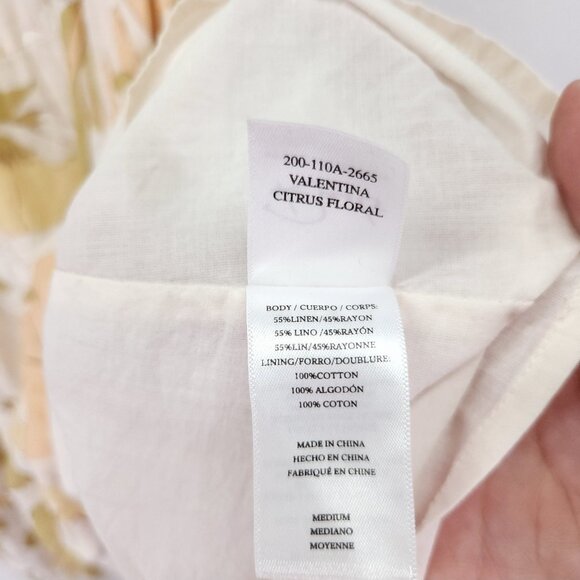 200-110A-2665
VALENTINA
CITRUS FLORAL
BODY / CUERPO / CORPS:
55%LINEN/45%RAYON
55% LINO /45%RAYÓN
55%LIN/45%RAYONNE
LINING/FORRO/DOUBLURE:
100%COTTON
100% ALGODÓN
100% COTON
MADE IN CHINA
HECHO EN CHINA
FABRIQUÉ EN CHINE
MEDIUM
MEDIANO
MOYENNE